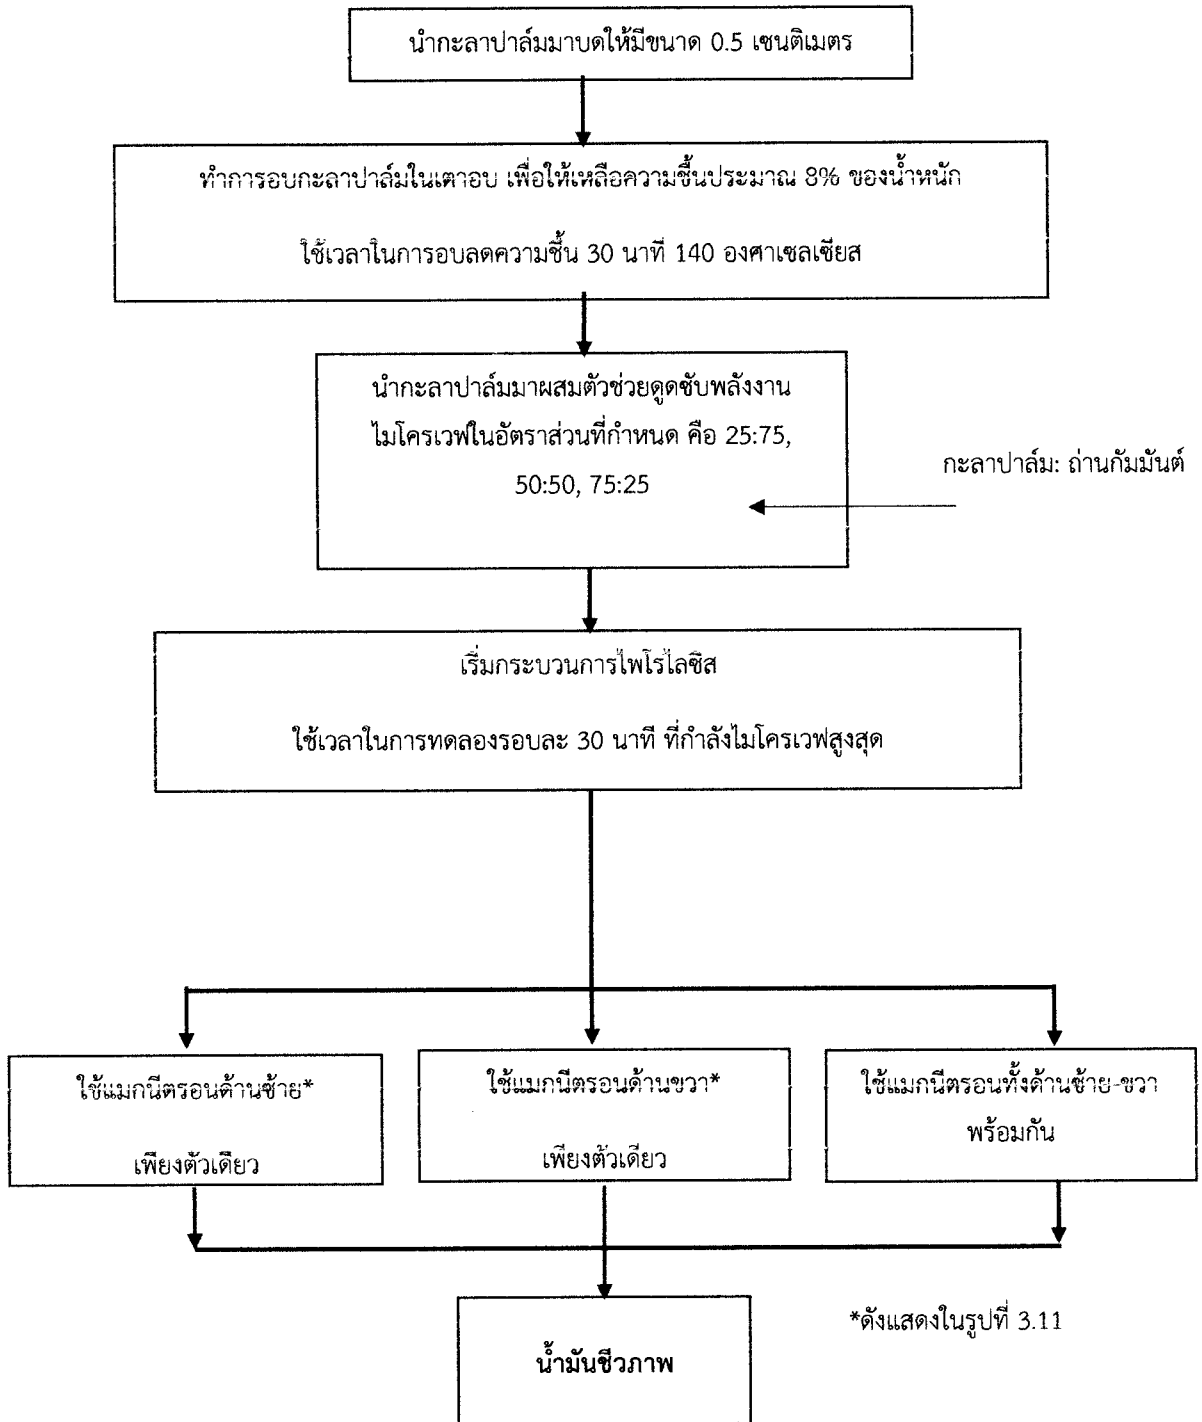 นำกะลาปาล์มมาบดให้มีขนาด 0.5 เซนติเมตร
ทำการอบกะลาปาล์มในเตาอบ เพื่อให้เหลือความชื้นประมาณ 8% ของน้ำหนัก
ใช้เวลาในการอบลดความชื้น 30 นาที 140 องศาเซลเซียส
นำกะลาปาล์มมาผสมตัวช่วยดูดซับพลังงาน
ไมโครเวฟในอัตราส่วนที่กำหนด คือ 25:75,
50:50, 75:25
กะลาปาล์ม: ถ่านกัมมันต์
เริ่มกระบวนการไพโรไลซิส
ใช้เวลาในการทดลองรอบละ 30 นาที ที่กำลังไมโครเวฟสูงสุด
ใช้แมกนีตรอนด้านซ้าย*
เพียงตัวเดียว
ใช้แมกนีตรอนด้านขวา*
เพียงตัวเดียว
ใช้แมกนีตรอนทั้งด้านซ้าย-ขวา
พร้อมกัน
*ดังแสดงในรูปที่ 3.11
น้ำมันชีวภาพ